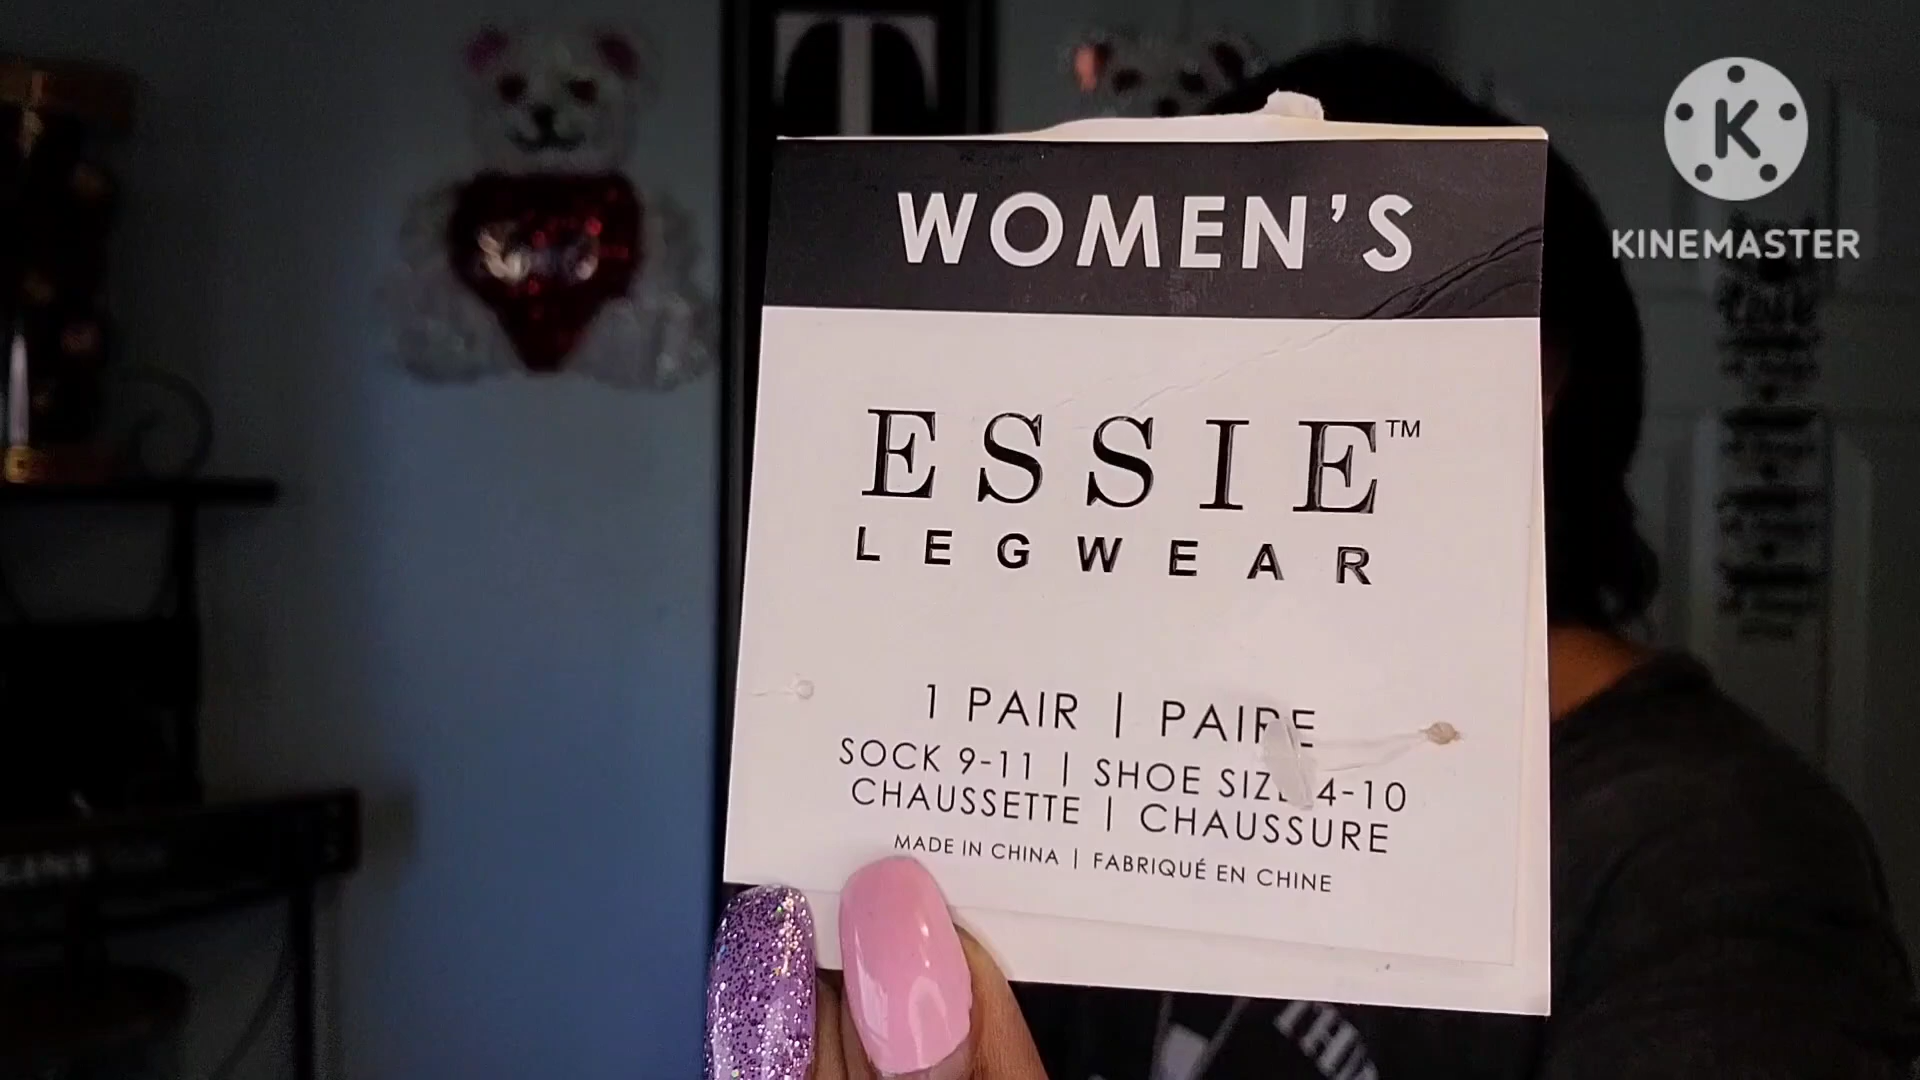 T
K
KINEMASTER
WOMEN'S
ESSIE™
LEGWEAR
1 PAIR | PAIRE
SOCK 9-11 | SHOE SIZE 4-10
CHAUSSETTE | CHAUSSURE
MADE IN CHINA | FABRIQUÉ EN CHINE